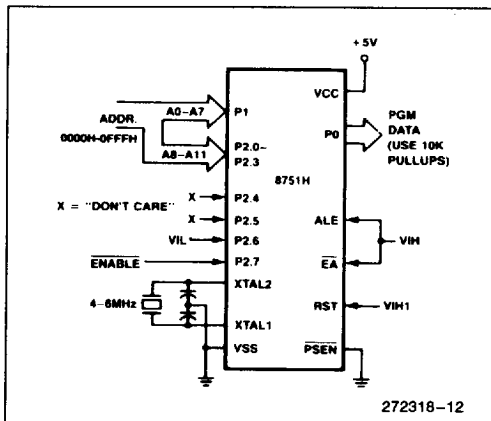 +5V
VCC
A0–A7
P1
ADDR.
0000H-0FFFH
A8–A11
P2.0–
P2.3
P0
PGM
DATA
(USE 10K
PULLUPS)
8751H
X
P2.4
X = "DON'T CARE"
X
P2.5
ALE
VIL
P2.6
VIH
ENABLE
P2.7
EA
XTAL2
4–6MHz
RST
VIH1
XTAL1
VSS
PSEN
272318–12